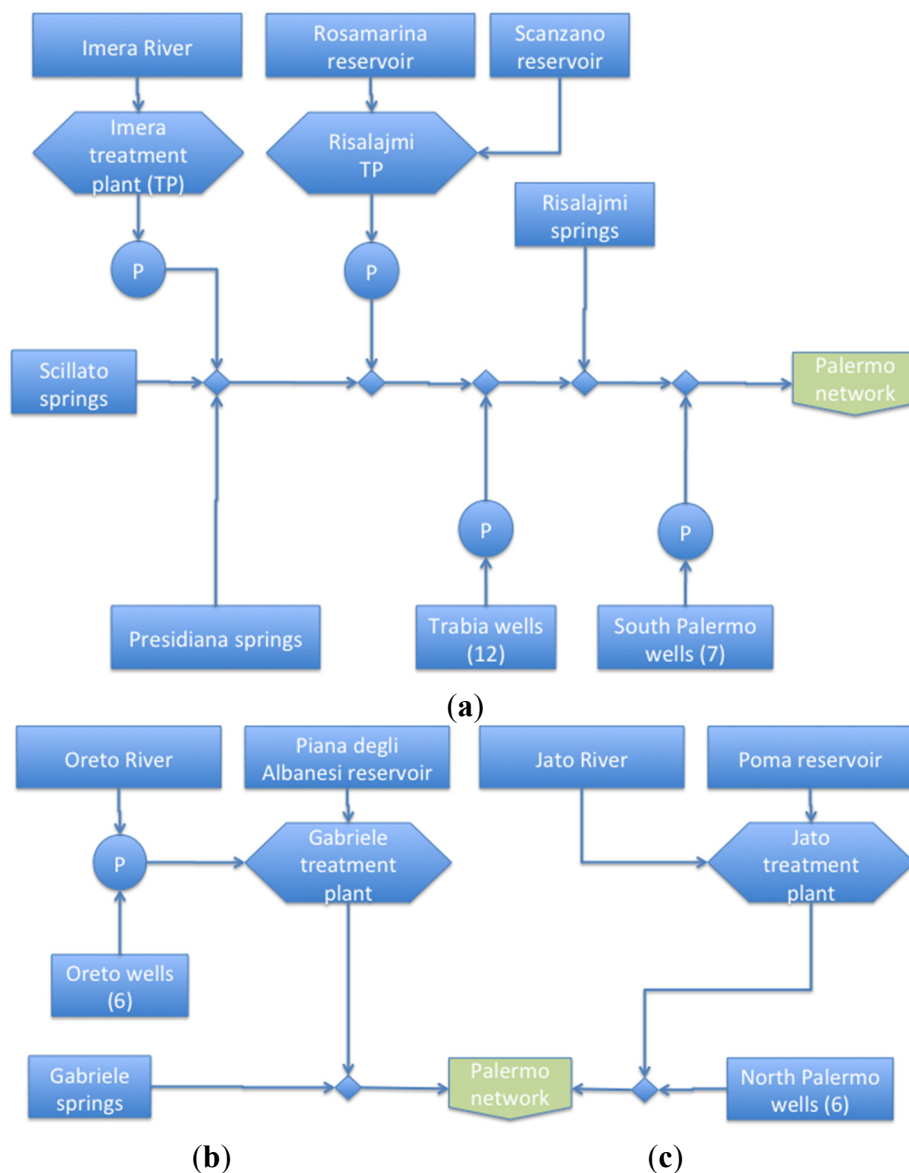 Imera River
Rosamarina
reservoir
Scanzano
reservoir
Imera
treatment
plant (TP)
Risalajmi
TP
Risalajmi
springs
P
P
Scillato
springs
Palermo
network
P
P
Presidiana springs
Trabia wells
(12)
South Palermo
wells (7)
(a)
Oreto River
Piana degli
Albanesi reservoir
Jato River
Poma reservoir
P
Gabriele
treatment
plant
Jato
treatment
plant
Oreto wells
(6)
Gabriele
springs
Palermo
network
North Palermo
wells (6)
(b)
(c)